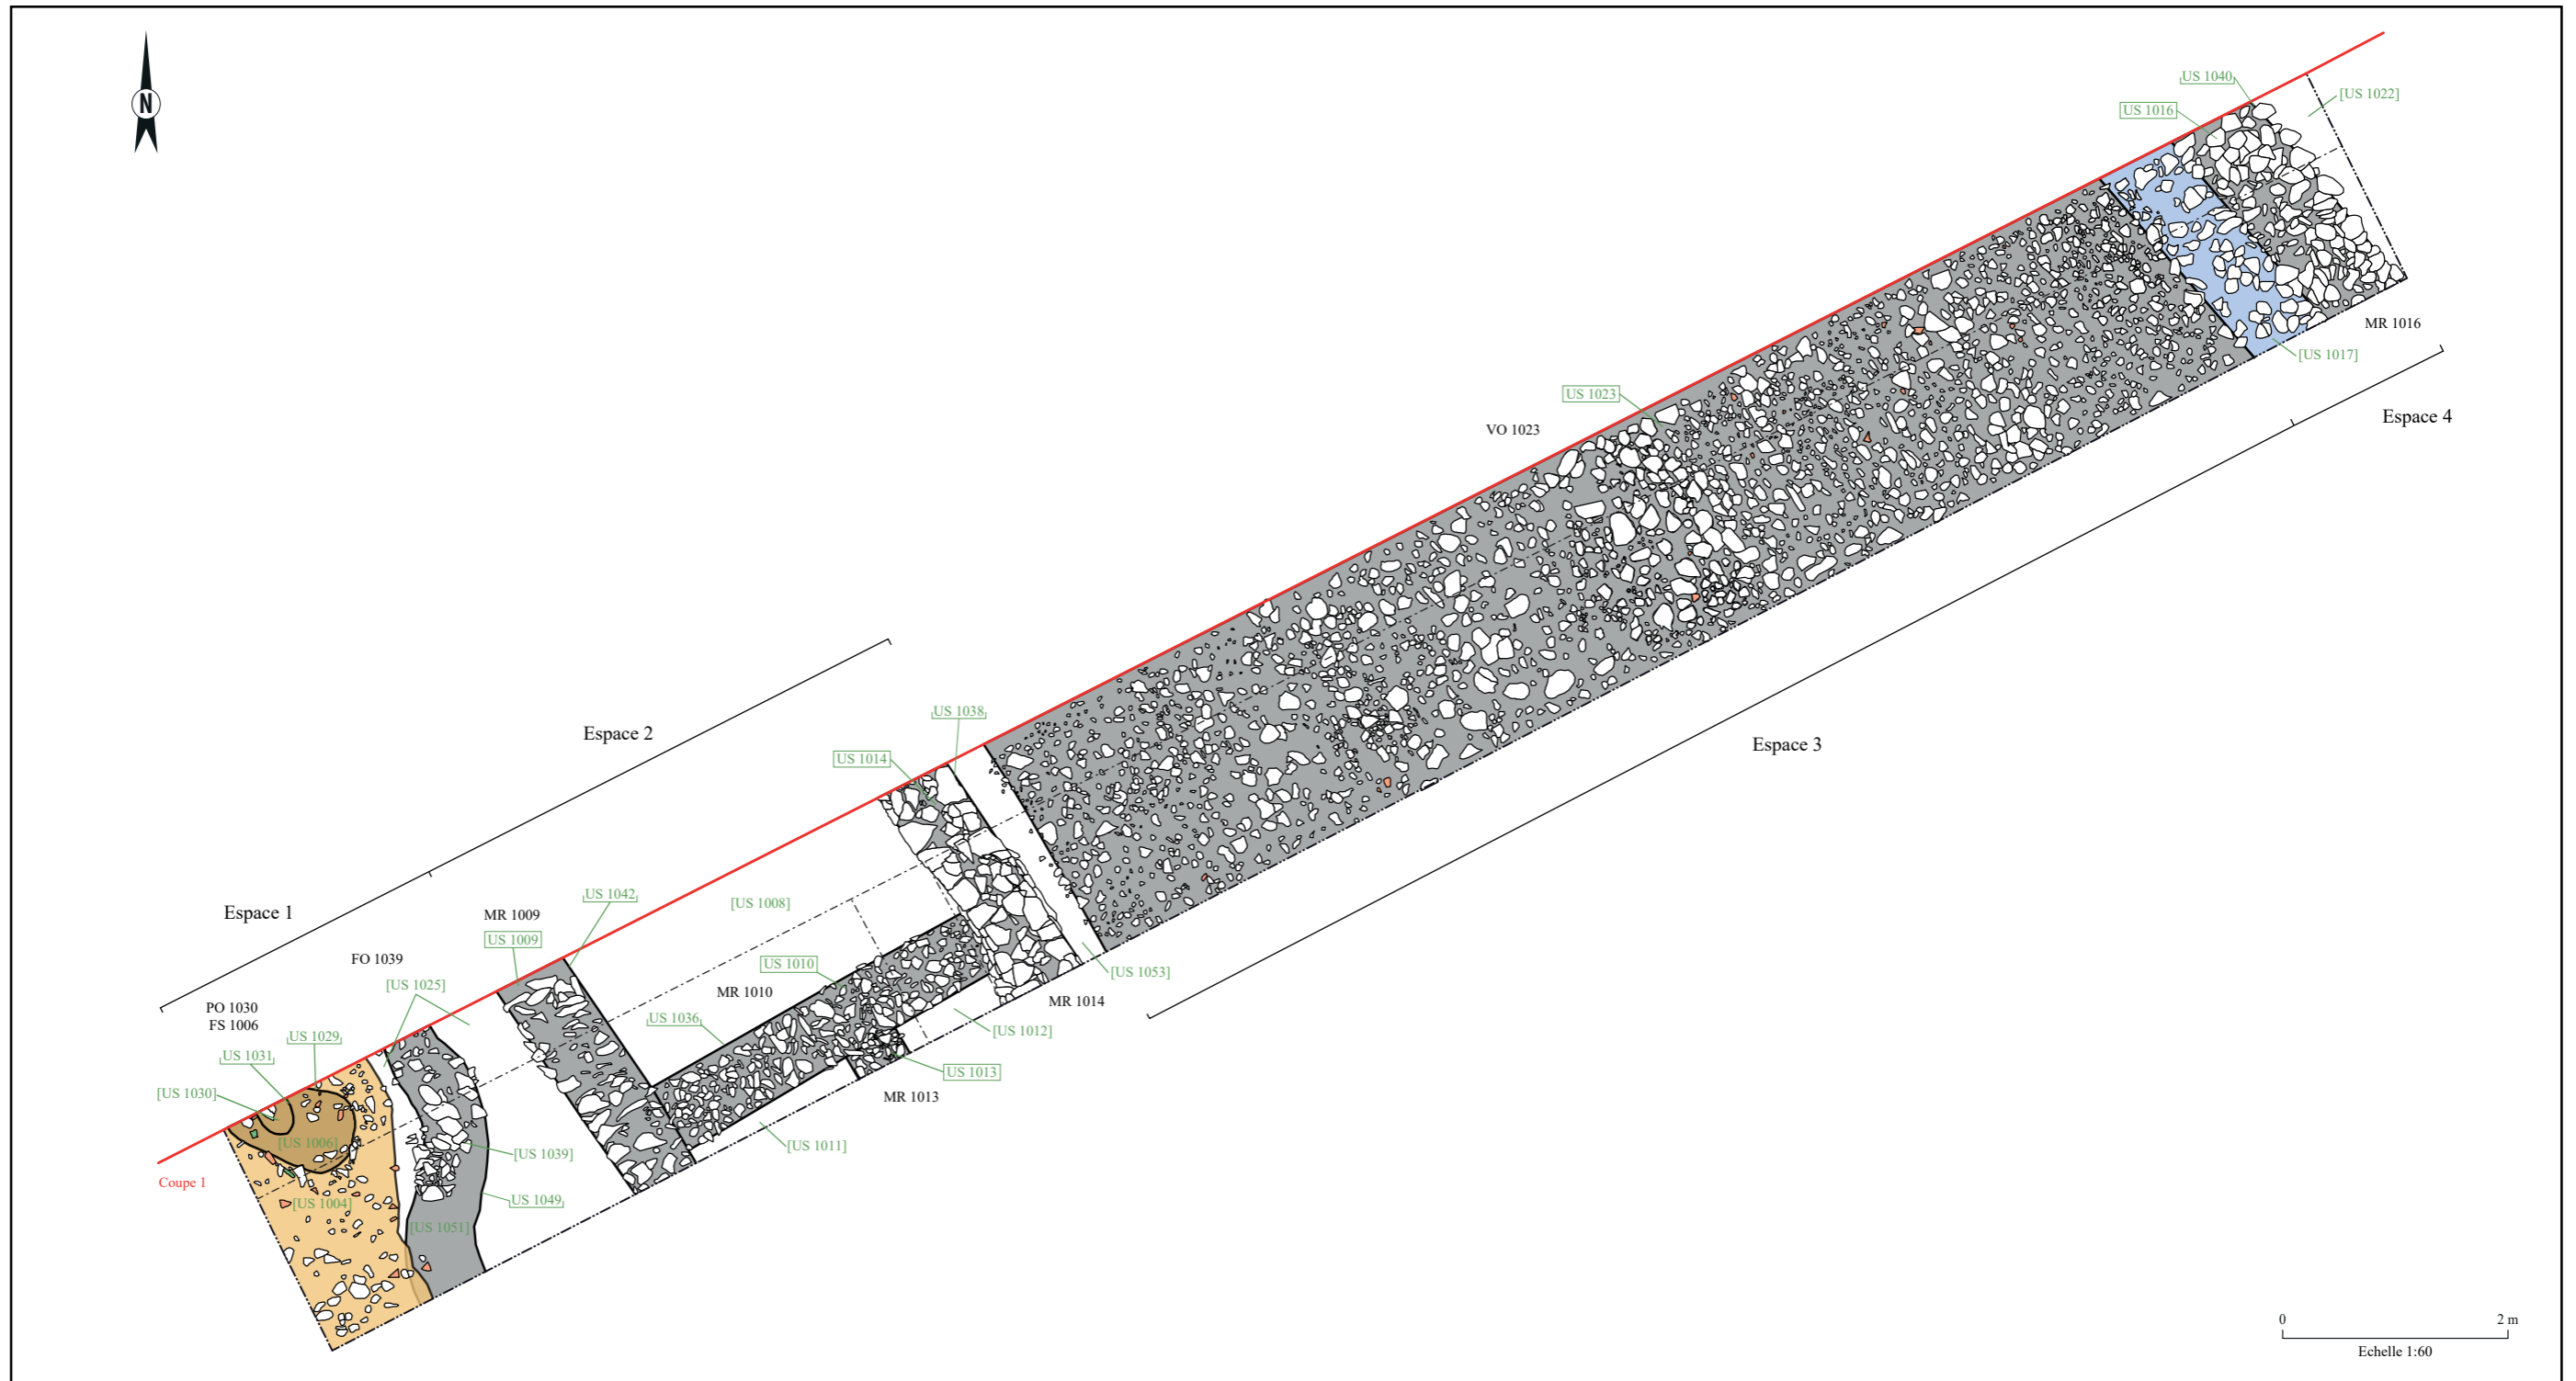 N
US 1040
[US 1022]
US 1016
MR 1016
[US 1017]
US 1023
Espace 4
VO 1023
US 1038
Espace 2
Espace 3
US 1014
US 1042
[US 1008]
Espace 1
MR 1009
US 1009
FO 1039
US 1010
[US 1053]
[US 1025]
MR 1010
MR 1014
PO 1030
FS 1006
US 1036
[US 1012]
US 1029
US 1031
US 1013
[US 1030]
MR 1013
[US 1006]
[US 1011]
[US 1039]
Coupe 1
US 1049
[US 1004]
[US 1051]
0 2 m
Echelle 1:60